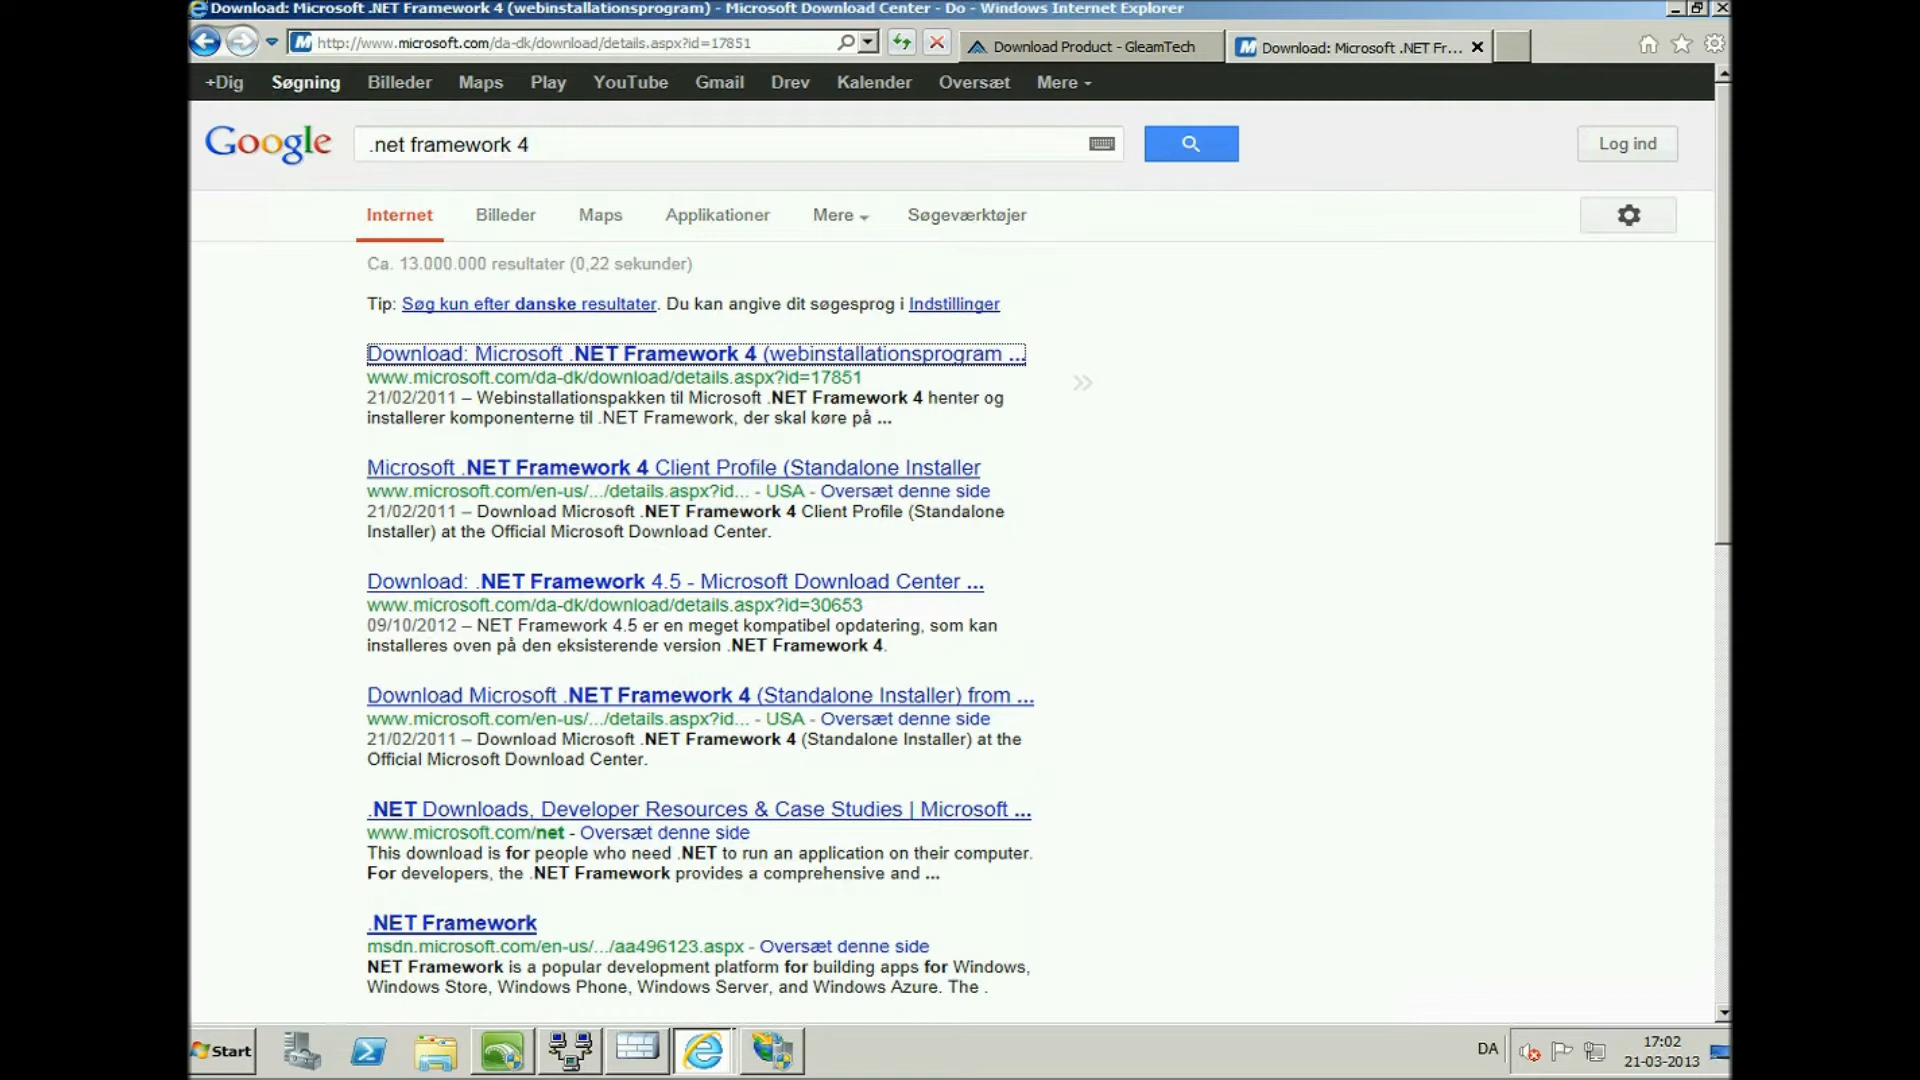 Download: Microsoft .NET Framework 4 (webinstallationsprogram) - Microsoft Download Center - Do - Windows Internet Explorer
http://www.microsoft.com/da-dk/download/details.aspx?id=17851
Download Product - GleamTech
Download: Microsoft .NET Fr...
+Dig Søgning Billeder Maps Play YouTube Gmail Drev Kalender Oversæt Mere
Google
.net framework 4
Log ind
Internet Billeder Maps Applikationer Mere Søgeværktøjer
Ca. 13.000.000 resultater (0,22 sekunder)
Tip: Søg kun efter danske resultater. Du kan angive dit søgesprog i Indstillinger
Download: Microsoft .NET Framework 4 (webinstallationsprogram ...
www.microsoft.com/da-dk/download/details.aspx?id=17851
21/02/2011 – Webinstallationspakken til Microsoft .NET Framework 4 henter og
installerer komponenterne til .NET Framework, der skal køre på ...
Microsoft .NET Framework 4 Client Profile (Standalone Installer
www.microsoft.com/en-us/.../details.aspx?id... - USA - Oversæt denne side
21/02/2011 – Download Microsoft .NET Framework 4 Client Profile (Standalone
Installer) at the Official Microsoft Download Center.
Download: .NET Framework 4.5 - Microsoft Download Center ...
www.microsoft.com/da-dk/download/details.aspx?id=30653
09/10/2012 – NET Framework 4.5 er en meget kompatibel opdatering, som kan
installeres oven på den eksisterende version .NET Framework 4.
Download Microsoft .NET Framework 4 (Standalone Installer) from ...
www.microsoft.com/en-us/.../details.aspx?id... - USA - Oversæt denne side
21/02/2011 – Download Microsoft .NET Framework 4 (Standalone Installer) at the
Official Microsoft Download Center.
.NET Downloads, Developer Resources & Case Studies | Microsoft ...
www.microsoft.com/net - Oversæt denne side
This download is for people who need .NET to run an application on their computer.
For developers, the .NET Framework provides a comprehensive and ...
.NET Framework
msdn.microsoft.com/en-us/.../aa496123.aspx - Oversæt denne side
NET Framework is a popular development platform for building apps for Windows,
Windows Store, Windows Phone, Windows Server, and Windows Azure. The .
Start
DA
17:02
21-03-2013